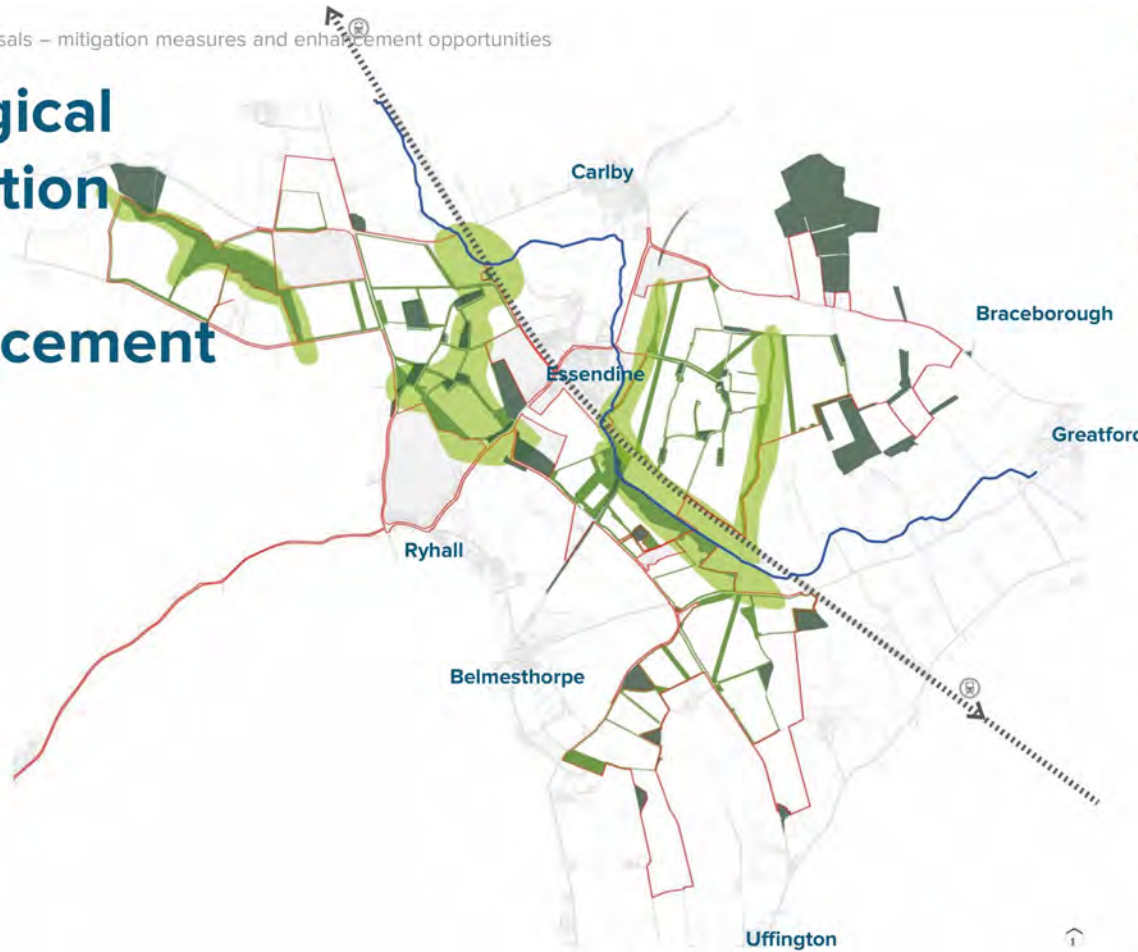 sals – mitigation measures and enhancement opportunities
gical
tion
cement
Carlby
Braceborough
Essendine
Greatford
Ryhall
Belmesthorpe
Uffington